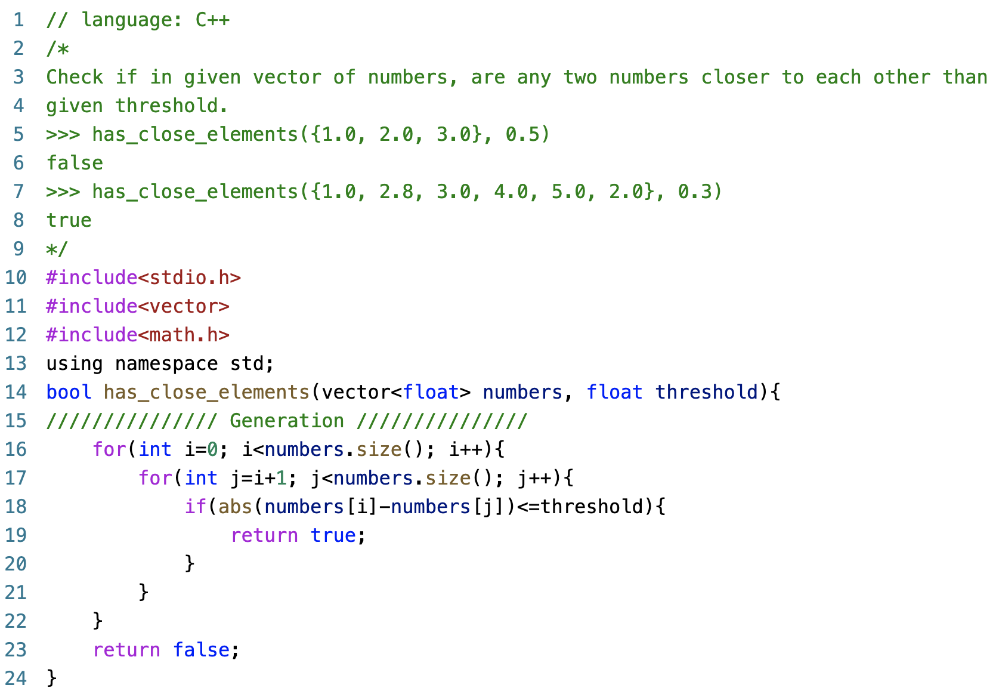 1 // language: C++
2 /*
3 Check if in given vector of numbers, are any two numbers closer to each other than
4 given threshold.
5 >>> has_close_elements({1.0, 2.0, 3.0}, 0.5)
6 false
7 >>> has_close_elements({1.0, 2.8, 3.0, 4.0, 5.0, 2.0}, 0.3)
8 true
9 */
10 #include<stdio.h>
11 #include<vector>
12 #include<math.h>
13 using namespace std;
14 bool has_close_elements(vector<float> numbers, float threshold){
15 /////////////// Generation ///////////////
16     for(int i=0; i<numbers.size(); i++){
17         for(int j=i+1; j<numbers.size(); j++){
18             if(abs(numbers[i]-numbers[j])<=threshold){
19                 return true;
20             }
21         }
22     }
23     return false;
24 }